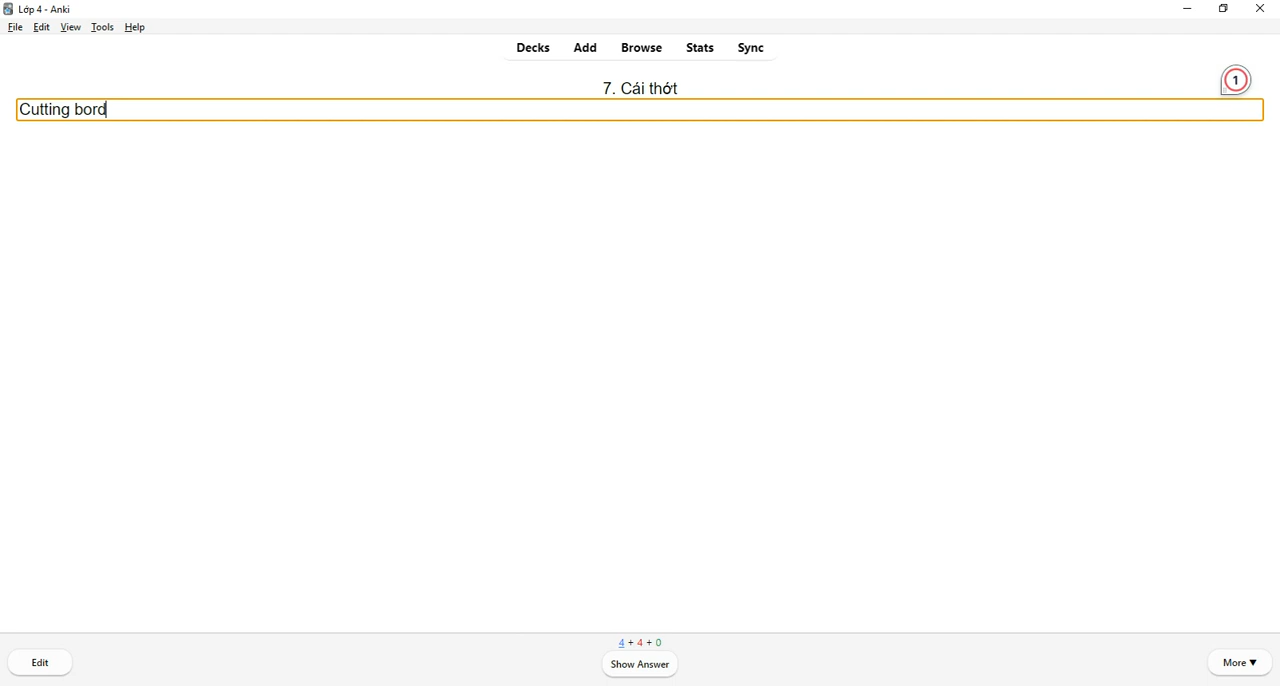 Lớp 4 - Anki
File Edit View Tools Help
Decks Add Browse Stats Sync
7. Cái thớt
1
Cutting bord
4 + 4 + 0
Edit Show Answer More ▼